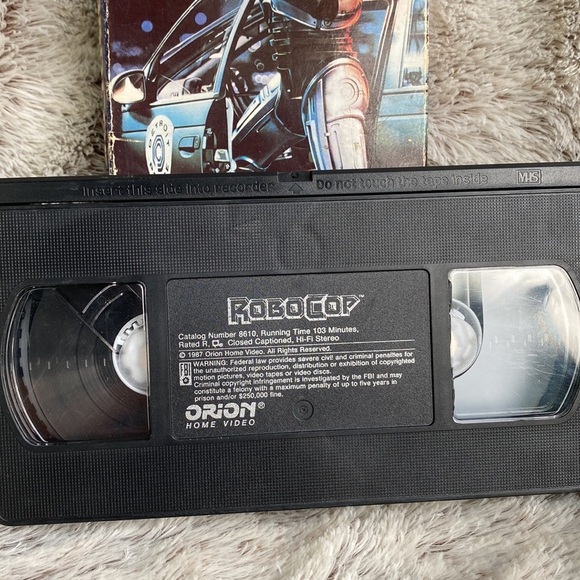 DETROIT
Insert this side into recorder Do not touch the tape inside VHS
ROBOCOP™
Catalog Number 8610, Running Time 103 Minutes,
Rated R, Closed Captioned, Hi-Fi Stereo
© 1987 Orion Home Video. All Rights Reserved.
FBI WARNING: Federal law provides severe civil and criminal penalties for
the unauthorized reproduction, distribution or exhibition of copyrighted
motion pictures, video tapes or video discs.
Criminal copyright infringement is investigated by the FBI and may
constitute a felony with a maximum penalty of up to five years in
prison and/or $250,000 fine.
ORION®
HOME VIDEO